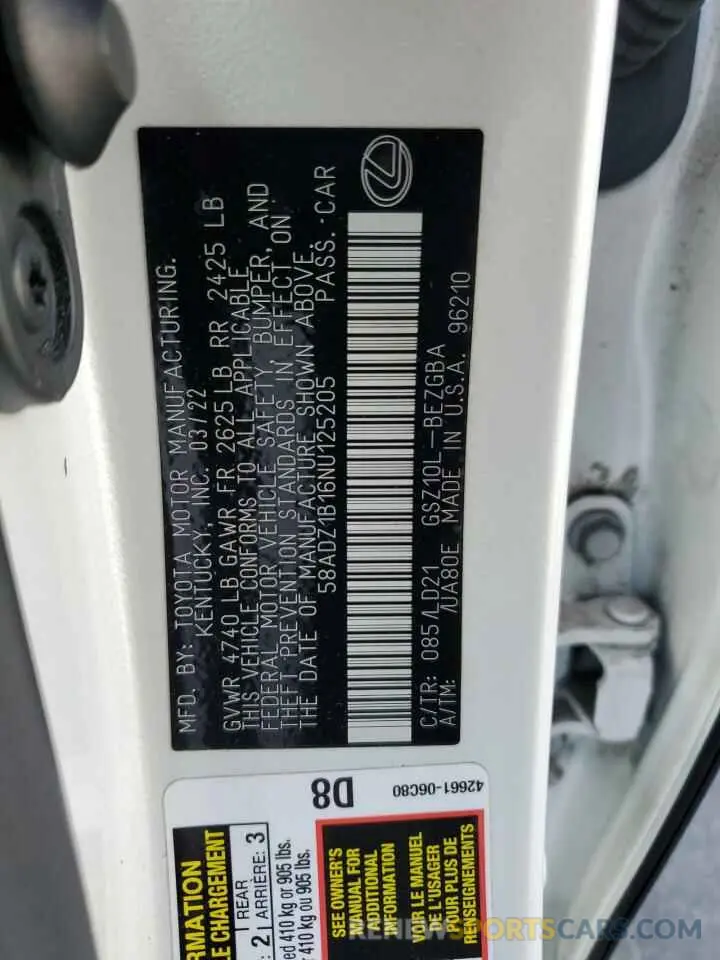 MFD. BY: TOYOTA MOTOR MANUFACTURING.
KENTUCKY, INC. 03/22
GVWR 4740 LB GAWR FR 2625 LB RR 2425 LB
THIS VEHICLE CONFORMS TO ALL APPLICABLE
FEDERAL MOTOR VEHICLE SAFETY, BUMPER, AND
THEFT PREVENTION STANDARDS IN EFFECT ON
THE DATE OF MANUFACTURE SHOWN ABOVE.
58ADZ1B16NU125205 PASS. CAR
C/TR: 085/LD21 GSZ10L-BEZGBA
A/TM: /UA80E MADE IN U.S.A. 96210
D8
42661-06C80
LE CHARGEMENT
: 2 REAR
2 ARRIÈRE: 3
410 kg or 905 lbs.
410 kg ou 905 lbs.
SEE OWNER'S
MANUAL FOR
ADDITIONAL
INFORMATION
VOIR LE MANUEL
DE L'USAGER
POUR PLUS DE
RENSEIGNEMENTS
RENEWSPORTSCARS.COM